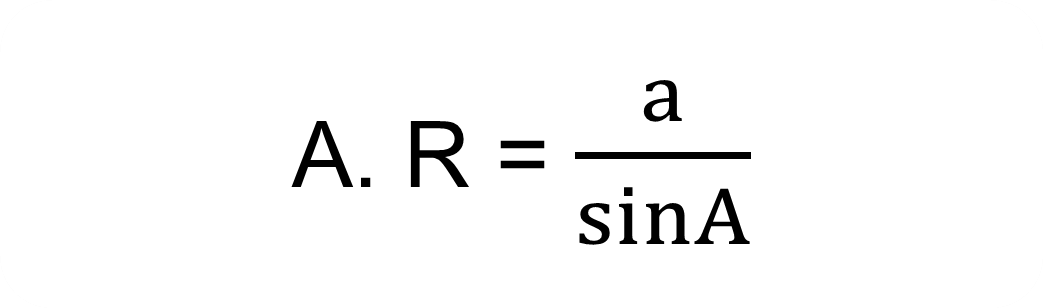 A. R = a/sinA